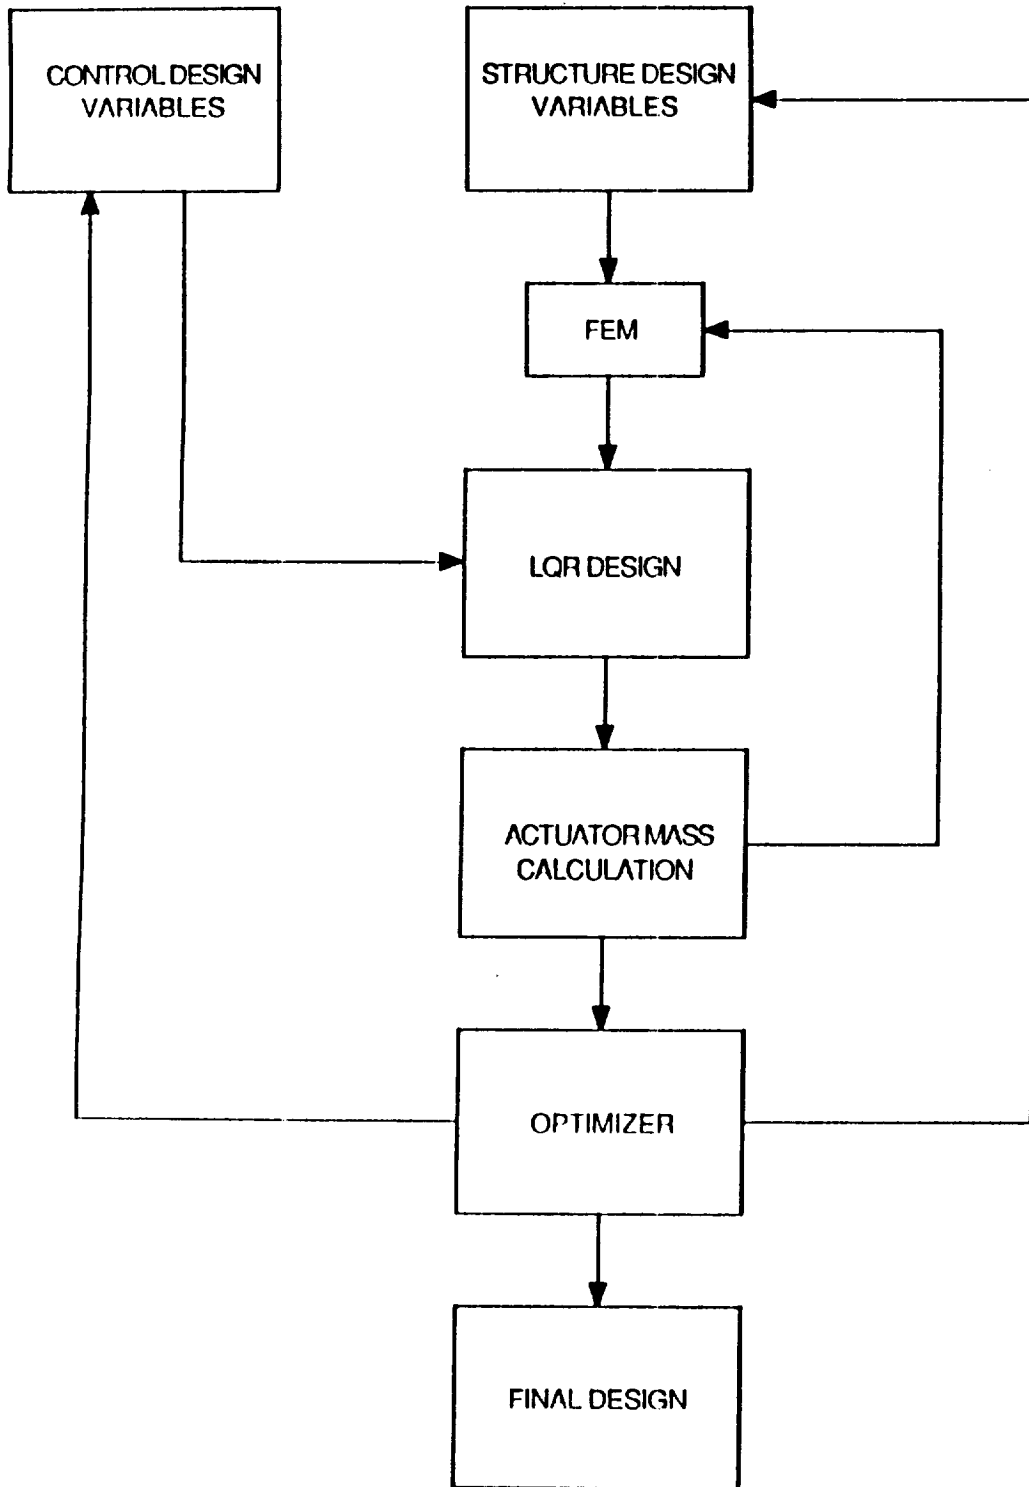 CONTROL DESIGN
VARIABLES
STRUCTURE DESIGN
VARIABLES
FEM
LQR DESIGN
ACTUATOR MASS
CALCULATION
OPTIMIZER
FINAL DESIGN